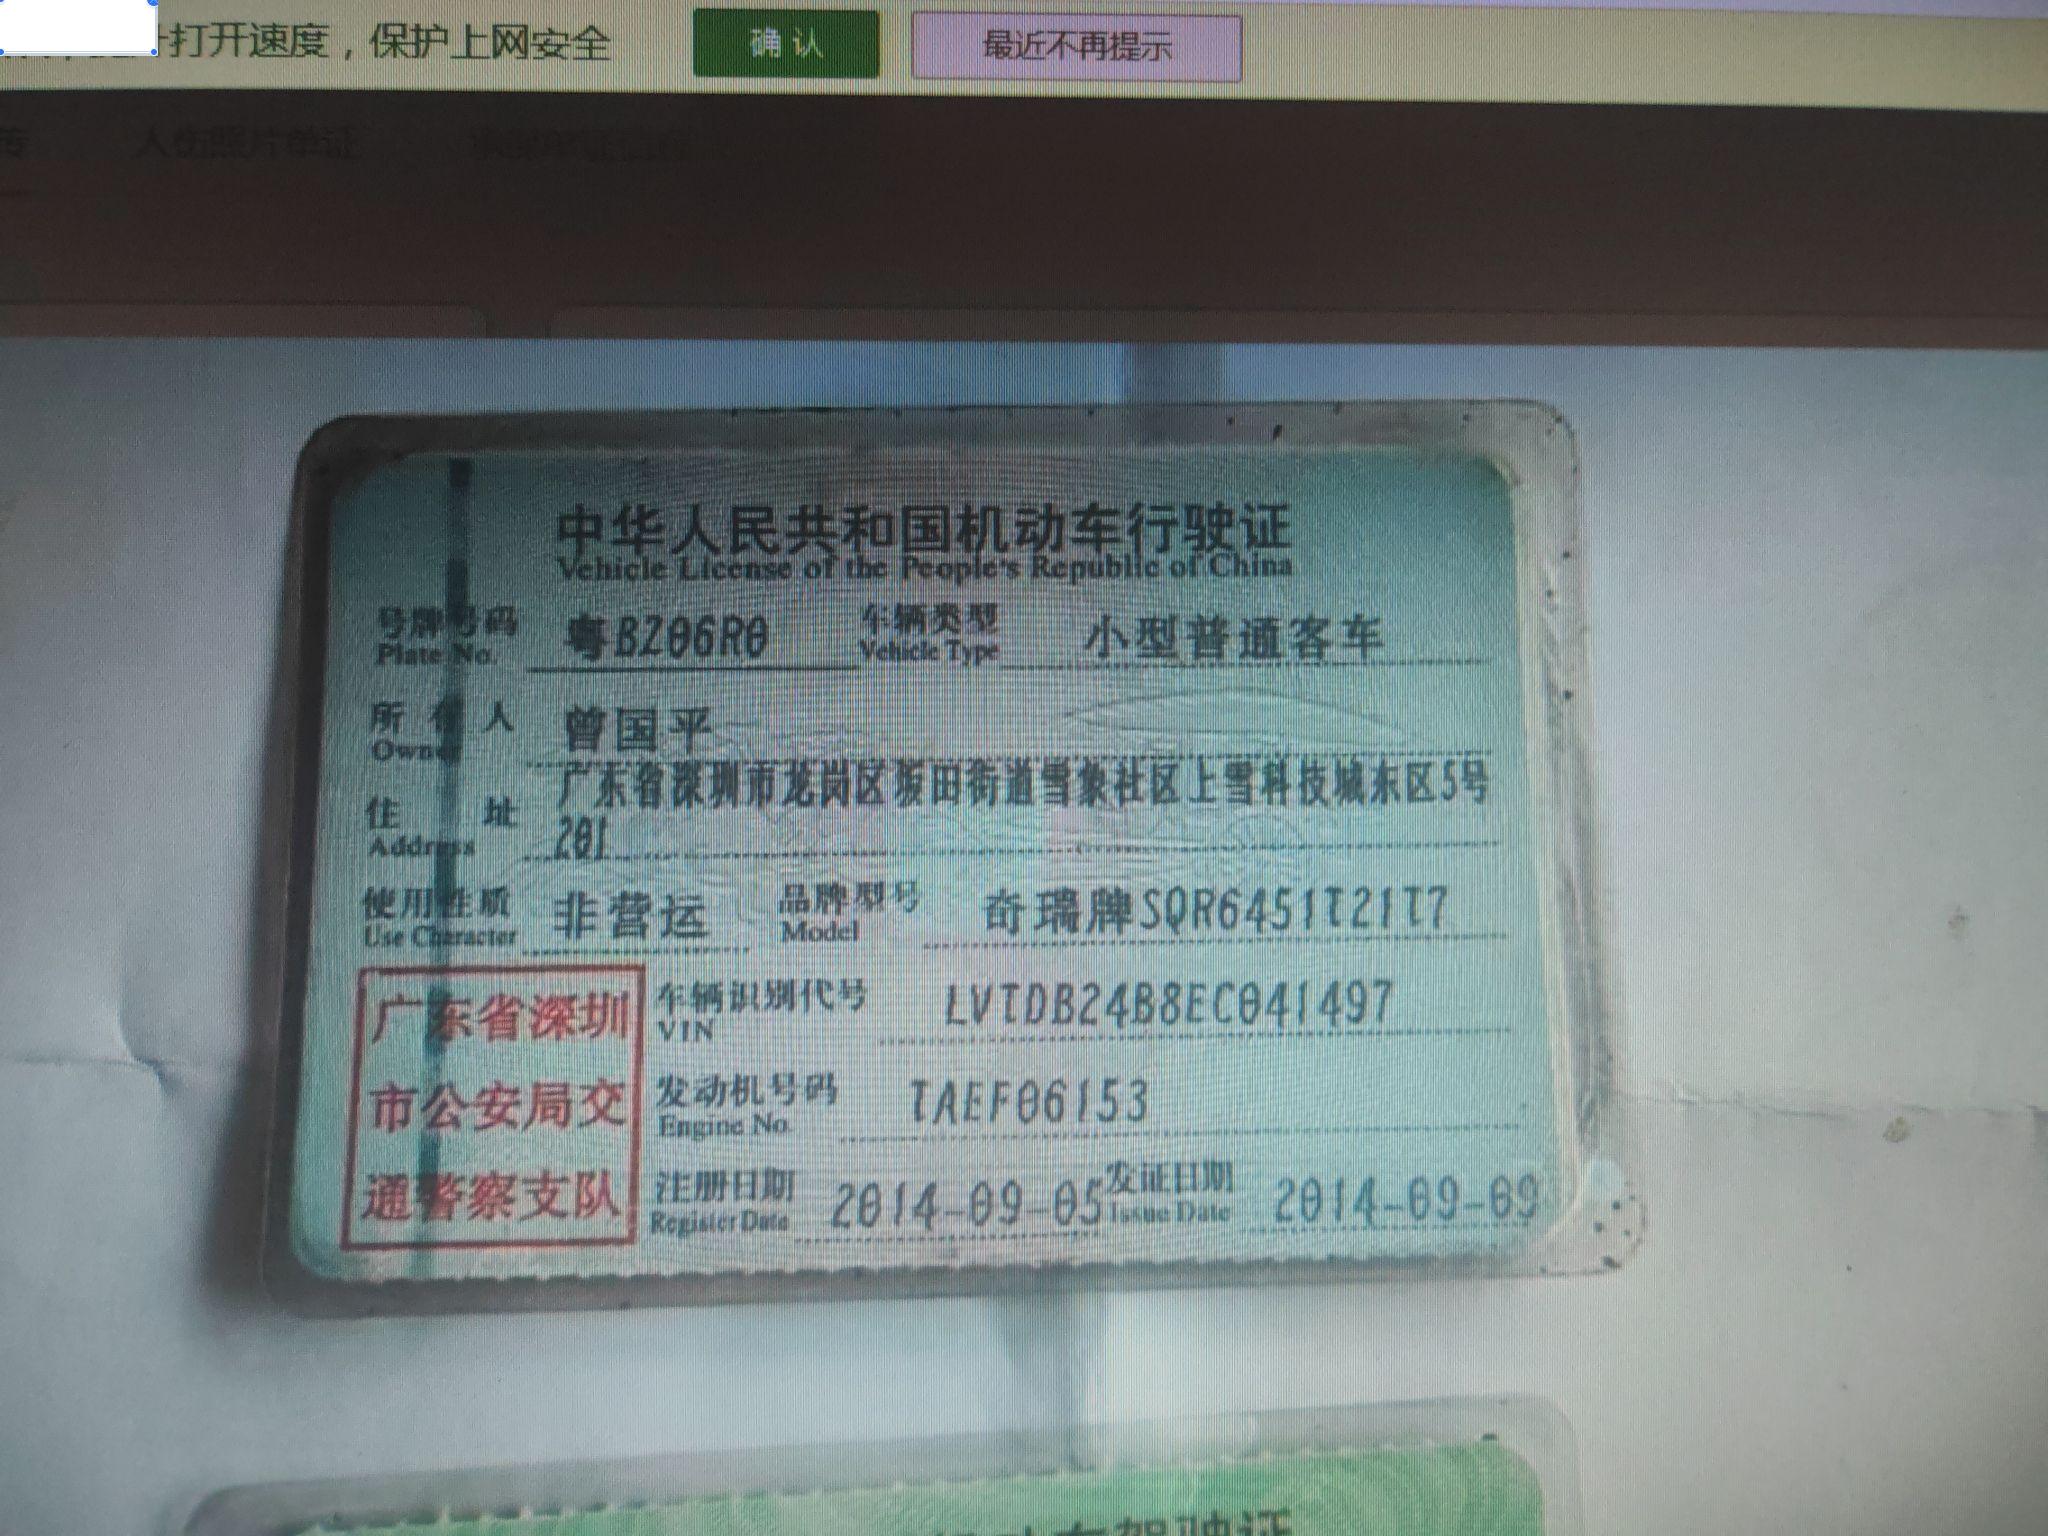 打开速度，保护上网安全 确认 最近不再提示
传 人伤照片单证
中华人民共和国机动车行驶证
Vehicle License of the People's Republic of China
号牌号码 粤BZ06R0 车辆类型 小型普通客车
Plate No. Vehicle Type
所有人 曾国平
Owner
住址 广东省深圳市龙岗区坂田街道雪象社区上雪科技城东区5号
Address 201
使用性质 非营运 品牌型号 奇瑞牌SQR6451T21T7
Use Character Model
广东省深圳 车辆识别代号 LVTDB24B8EC041497
VIN
市公安局交 发动机号码 TAEF06153
Engine No.
通警察支队 注册日期 2014-09-05 发证日期 2014-09-09
Register Date Issue Date